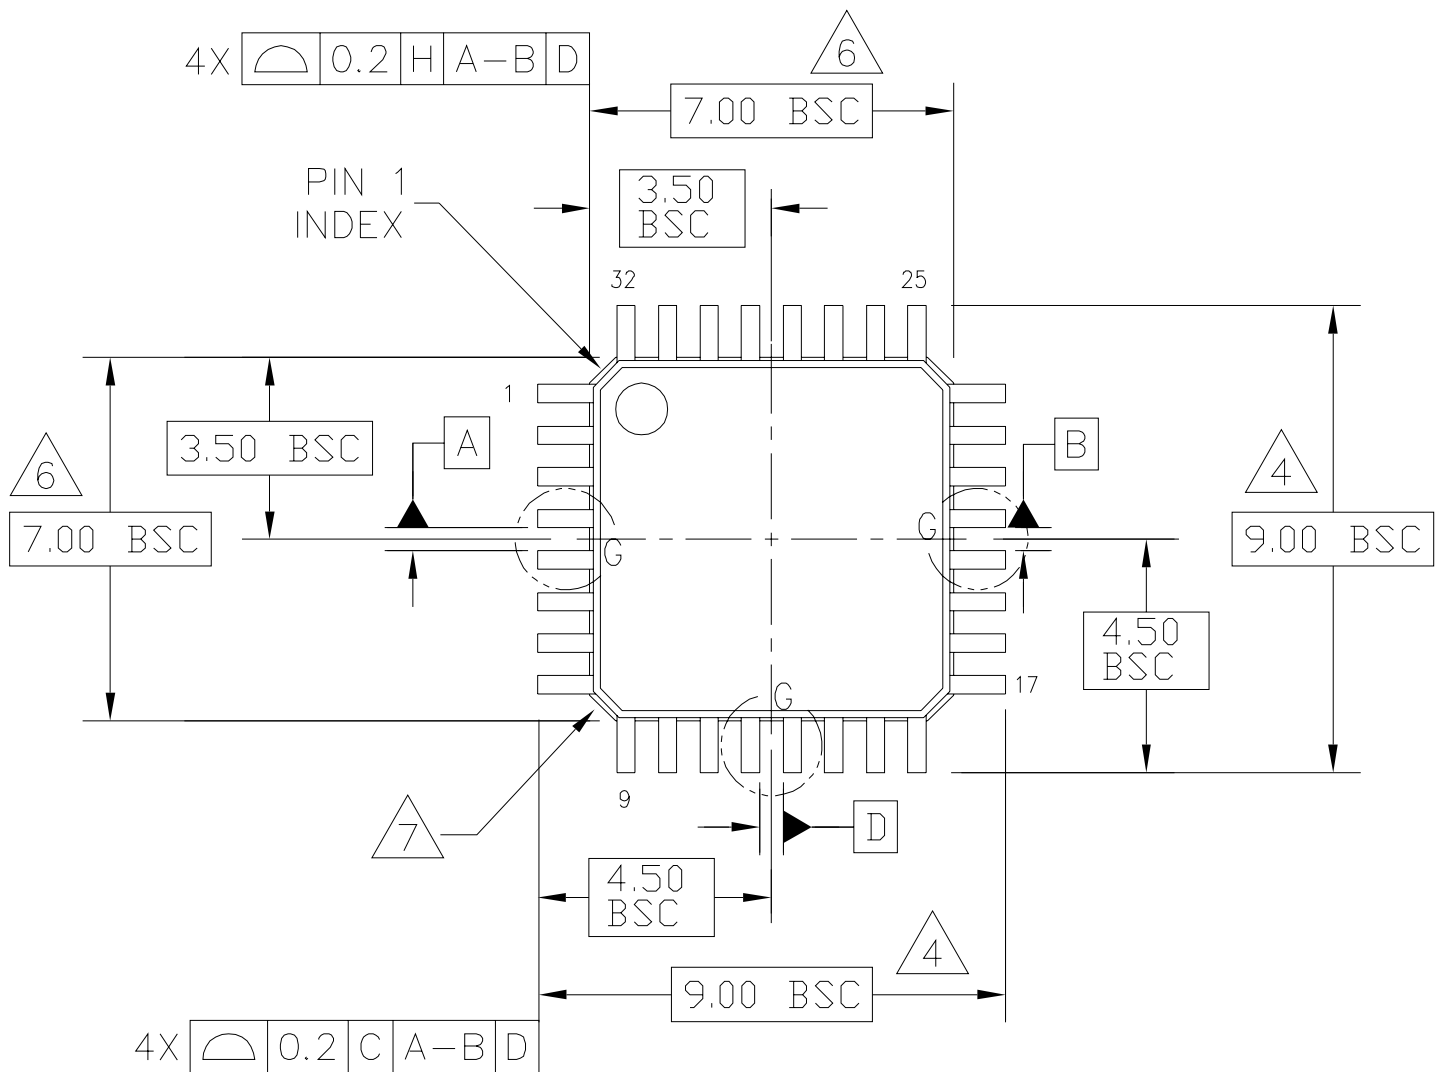 6
4X 0.2 H A-B D
7.00 BSC
PIN 1
INDEX
3.50
BSC
32
25
1
A
B
3.50 BSC
6
4
7.00 BSC
G
G
9.00 BSC
4.50
BSC
17
G
9
7
D
4.50
BSC
4
9.00 BSC
4X 0.2 C A-B D